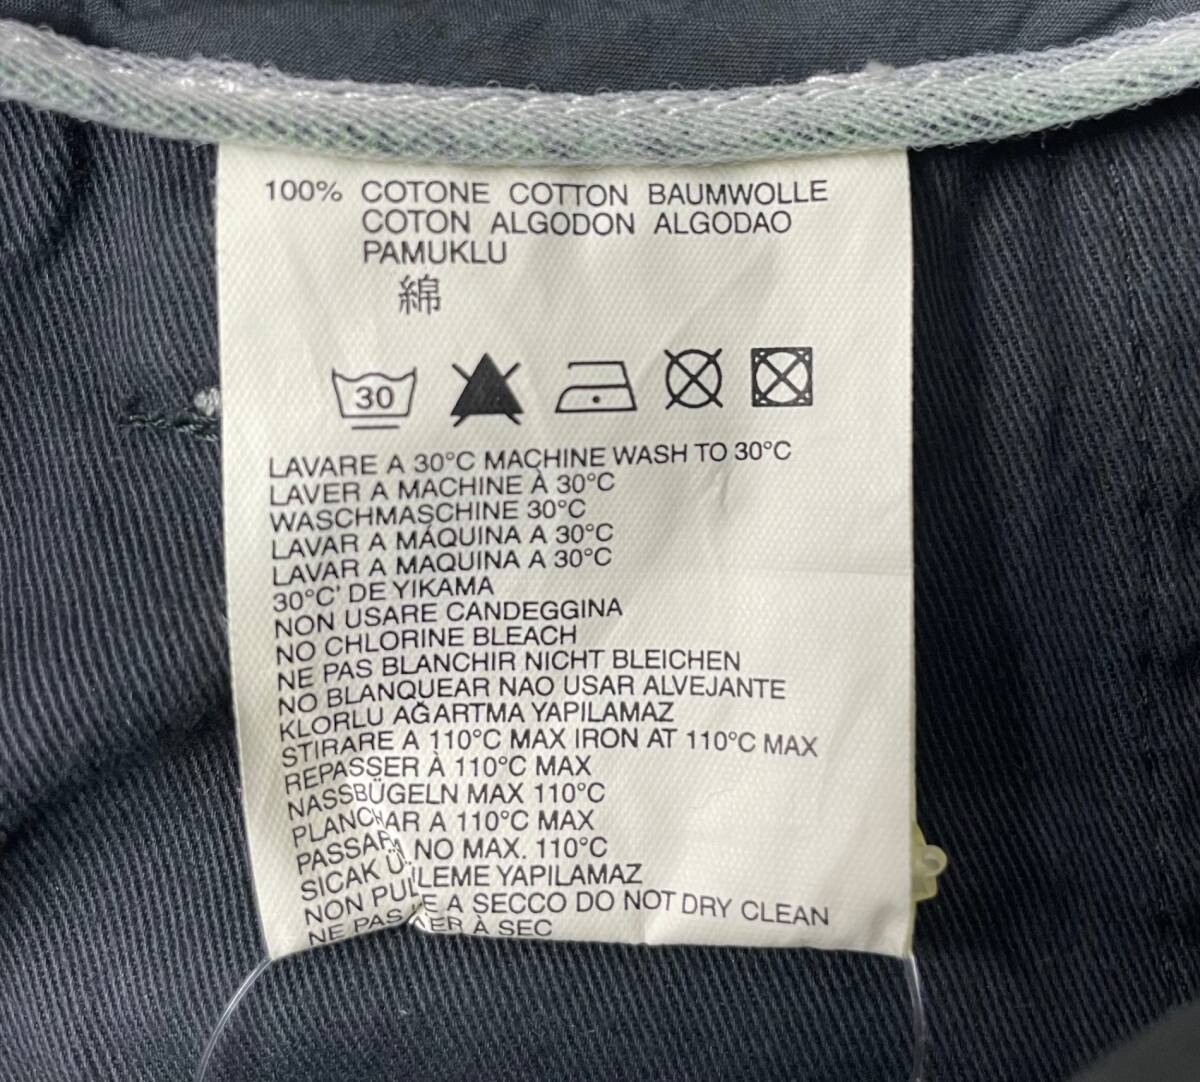 100% COTONE COTTON BAUMWOLLE
COTON ALGODON ALGODAO
PAMUKLU
綿
30
LAVARE A 30°C MACHINE WASH TO 30°C
LAVER A MACHINE À 30°C
WASCHMASCHINE 30°C
LAVAR A MÁQUINA A 30°C
LAVAR A MAQUINA A 30°C
30°C' DE YIKAMA
NON USARE CANDEGGINA
NO CHLORINE BLEACH
NE PAS BLANCHIR NICHT BLEICHEN
NO BLANQUEAR NAO USAR ALVEJANTE
KLORLU AĞARTMA YAPILAMAZ
STIRARE A 110°C MAX IRON AT 110°C MAX
REPASSER À 110°C MAX
NASSBÜGELN MAX 110°C
PLANCHAR A 110°C MAX
PASSAR NO MAX. 110°C
SICAK YAPILAMAZ
NON A SECCO DO NOT DRY CLEAN
NE PAS À SEC